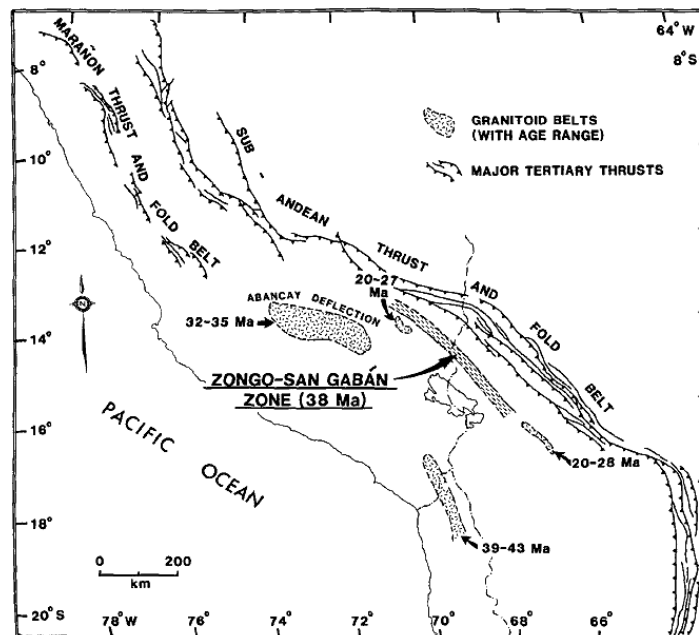 64°W
8°S
8°
10°
12°
14°
16°
18°
20°S
MARAÑON
THRUST
AND
FOLD
BELT
SUB
ANDEAN
THRUST
AND
FOLD
BELT
GRANITOID BELTS
(WITH AGE RANGE)
MAJOR TERTIARY THRUSTS
20-27
Ma
ABANCAY DEFLECTION
32-35 Ma
N
ZONGO-SAN GABÁN
ZONE (38 Ma)
PACIFIC
OCEAN
20-28 Ma
39-43 Ma
0 200
km
78°W
76°
74°
72°
70°
68°
66°